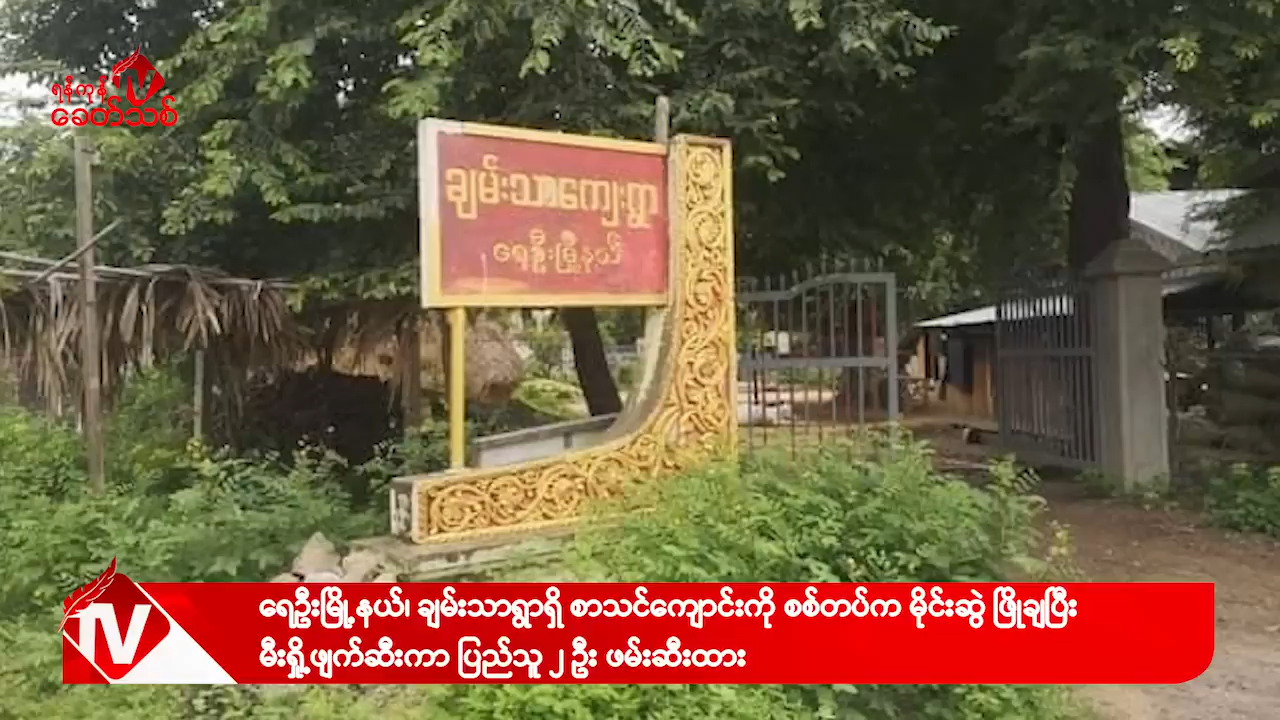 ရန်ကုန်
ခေတ်သစ်
TV
ချမ်းသာကျေးရွာ
ရေဦးမြို့နယ်
TV
ရေဦးမြို့နယ်၊ ချမ်းသာရွာရှိ စာသင်ကျောင်းကို စစ်တပ်က မိုင်းဆွဲ ဖြိုချပြီး
မီးရှို့ဖျက်ဆီးကာ ပြည်သူ ၂ ဦး ဖမ်းဆီးထား